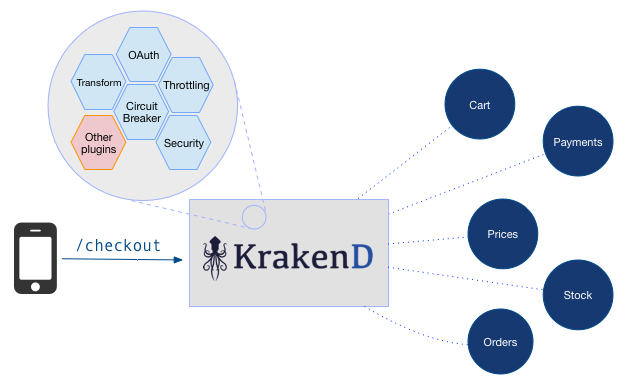 OAuth
Transform
Throttling
Circuit
Breaker
Other
plugins
Security
Cart
Payments
/checkout
KrakenD
Prices
Stock
Orders